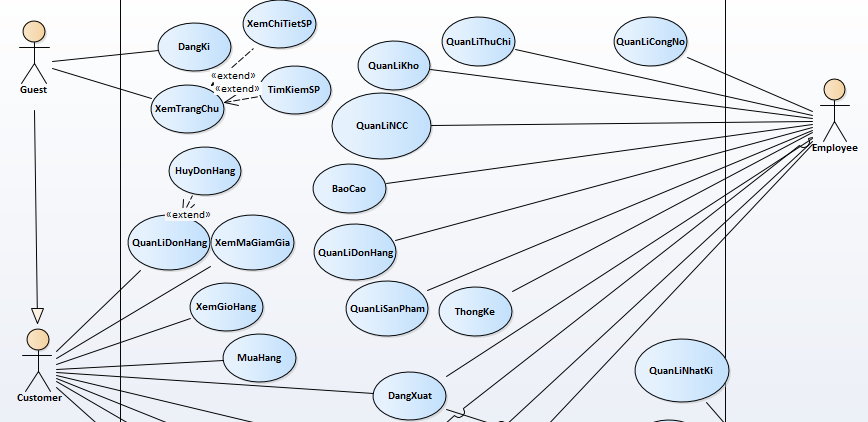 XemChiTietSP
DangKi
QuanLiThuChi
QuanLiCongNo
QuanLiKho
«extend»
«extend»
TimKiemSP
Guest
XemTrangChu
QuanLiNCC
Employee
HuyDonHang
BaoCao
«extend»
QuanLiDonHang
XemMaGiamGia
QuanLiDonHang
XemGioHang
QuanLiSanPham
ThongKe
MuaHang
QuanLiNhatKi
Customer
DangXuat